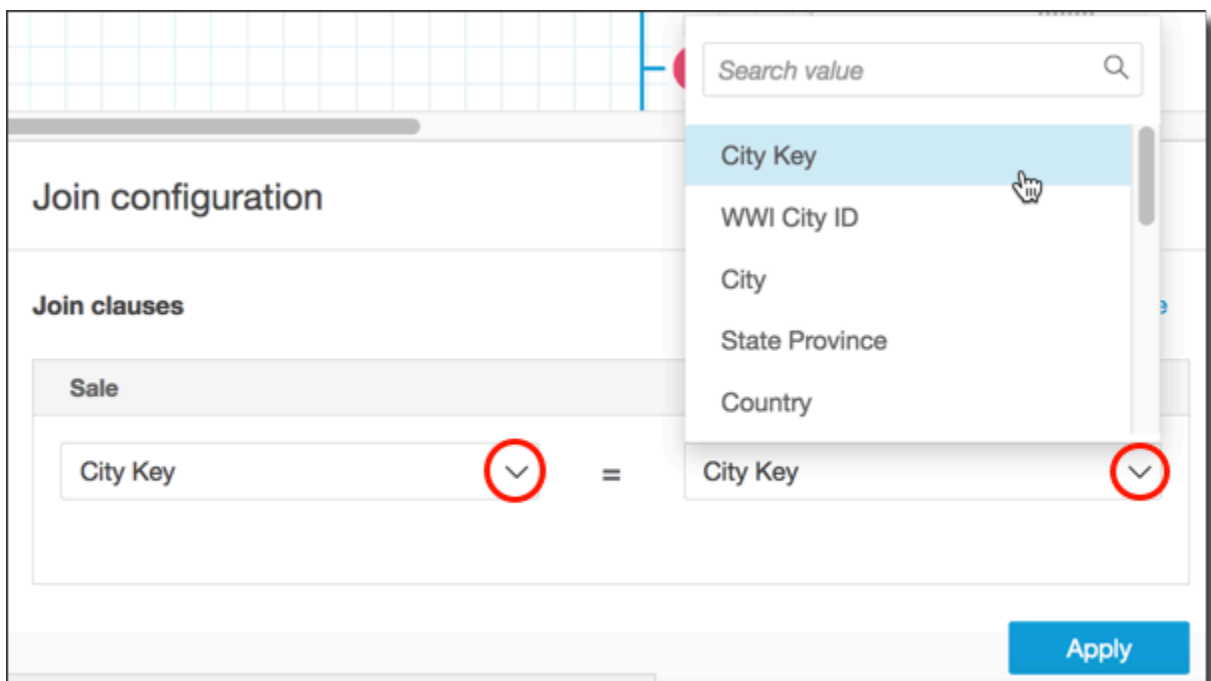 Search value
City Key
WWI City ID
City
State Province
Country
Join configuration
Join clauses
Sale
City Key = City Key
Apply